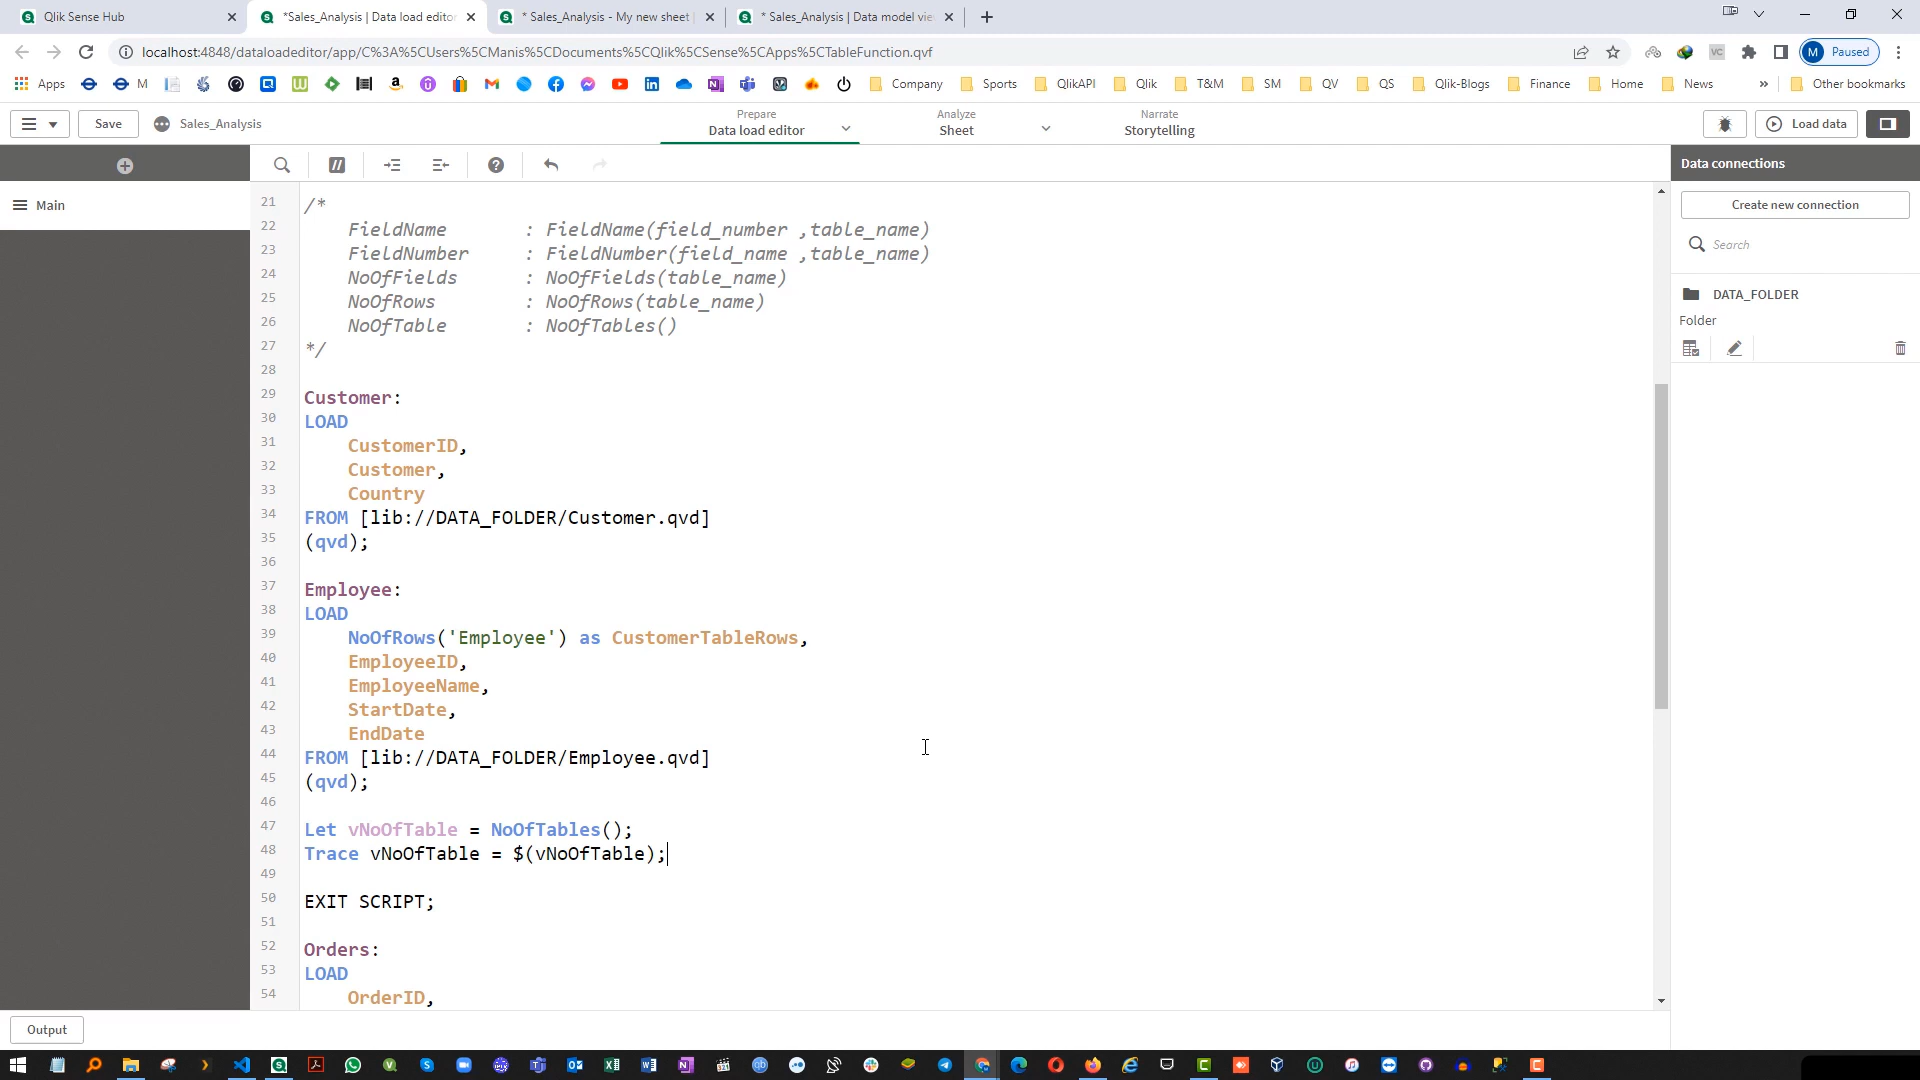 Qlik Sense Hub
*Sales_Analysis | Data load editor
* Sales_Analysis - My new sheet |
* Sales_Analysis | Data model vie
localhost:4848/dataloadeditor/app/C%3A%5CUsers%5CManis%5CDocuments%5CQlik%5CSense%5CApps%5CTableFunction.qvf
M Paused
Apps
M
Company
Sports
QlikAPI
Qlik
T&M
SM
QV
QS
Qlik-Blogs
Finance
Home
News
»
Other bookmarks
Save
Sales_Analysis
Prepare
Data load editor
Analyze
Sheet
Narrate
Storytelling
Load data
Main
Data connections
Create new connection
Search
DATA_FOLDER
Folder
21 /*
22 FieldName : FieldName(field_number ,table_name)
23 FieldNumber : FieldNumber(field_name ,table_name)
24 NoOfFields : NoOfFields(table_name)
25 NoOfRows : NoOfRows(table_name)
26 NoOfTable : NoOfTables()
27 */
28
29 Customer:
30 LOAD
31 CustomerID,
32 Customer,
33 Country
34 FROM [lib://DATA_FOLDER/Customer.qvd]
35 (qvd);
36
37 Employee:
38 LOAD
39 NoOfRows('Employee') as CustomerTableRows,
40 EmployeeID,
41 EmployeeName,
42 StartDate,
43 EndDate
44 FROM [lib://DATA_FOLDER/Employee.qvd]
45 (qvd);
46
47 Let vNoOfTable = NoOfTables();
48 Trace vNoOfTable = $(vNoOfTable);
49
50 EXIT SCRIPT;
51
52 Orders:
53 LOAD
54 OrderID,
Output